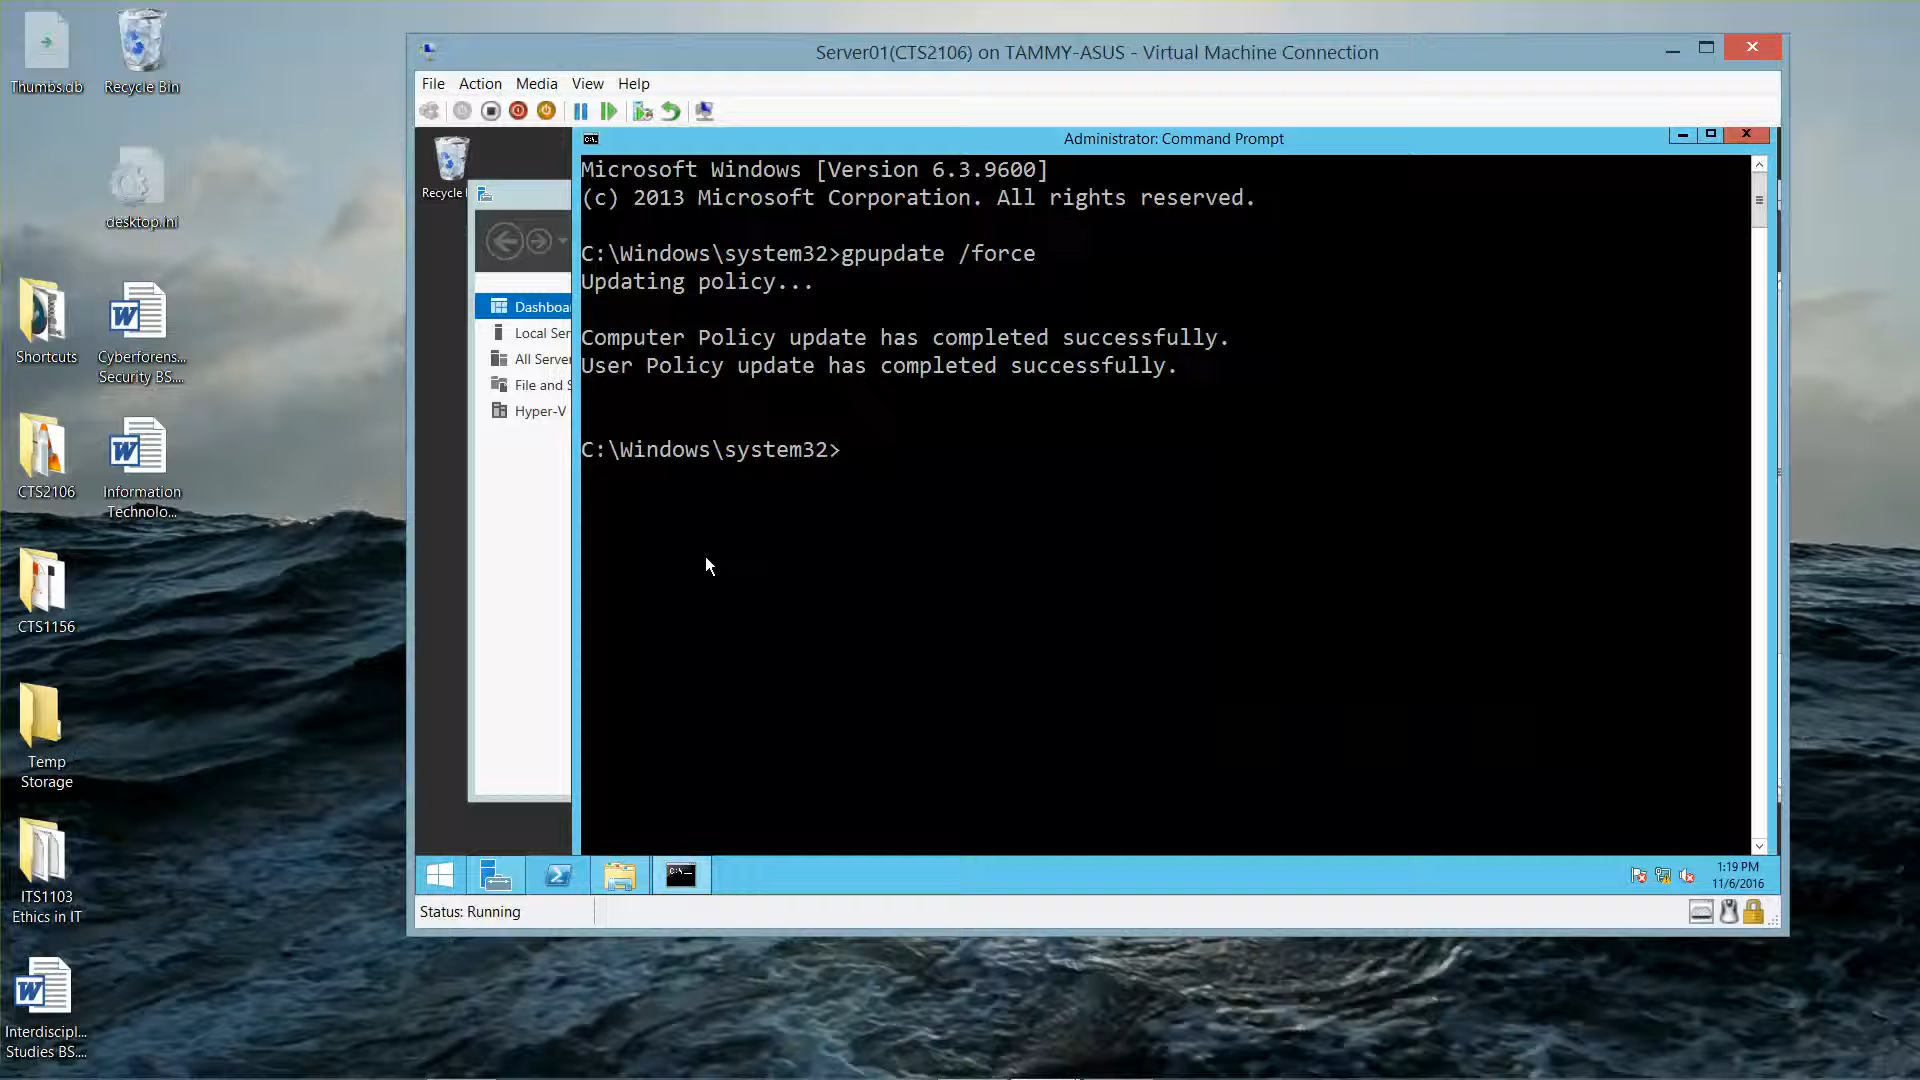 Thumbs.db
Recycle Bin
desktop.ini
Shortcuts
Cyberforens...
Security BS....
CTS2106
Information
Technolo...
CTS1156
Temp
Storage
ITS1103
Ethics in IT
Interdiscipl...
Studies BS....
Server01(CTS2106) on TAMMY-ASUS - Virtual Machine Connection
File Action Media View Help
Recycle
Administrator: Command Prompt
Dashboa
Local Ser
All Server
File and S
Hyper-V
Microsoft Windows [Version 6.3.9600]
(c) 2013 Microsoft Corporation. All rights reserved.
C:\Windows\system32>gpupdate /force
Updating policy...
Computer Policy update has completed successfully.
User Policy update has completed successfully.
C:\Windows\system32>
1:19 PM
11/6/2016
Status: Running